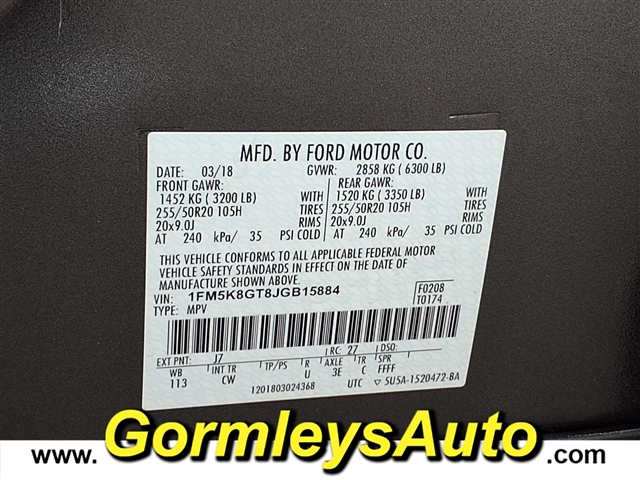 MFD. BY FORD MOTOR CO.
DATE: 03/18 GVWR: 2858 KG ( 6300 LB)
FRONT GAWR: REAR GAWR:
1452 KG ( 3200 LB) WITH 1520 KG ( 3350 LB) WITH
255/50R20 105H TIRES 255/50R20 105H TIRES
20x9.0J RIMS 20x9.0J RIMS
AT 240 kPa/ 35 PSI COLD AT 240 kPa/ 35 PSI COLD
THIS VEHICLE CONFORMS TO ALL APPLICABLE FEDERAL MOTOR
VEHICLE SAFETY STANDARDS IN EFFECT ON THE DATE OF
MANUFACTURE SHOWN ABOVE.
VIN: 1FM5K8GT8JGB15884 F0208
TYPE: MPV T0174
EXT PNT: J7 RC: 27
WB INT TR TP/PS R AXLE TR SPR
113 CW U 3E C FFFF
1201803024368 UTC ▽ 5U5A-1520472-BA
www.GormleysAuto.com